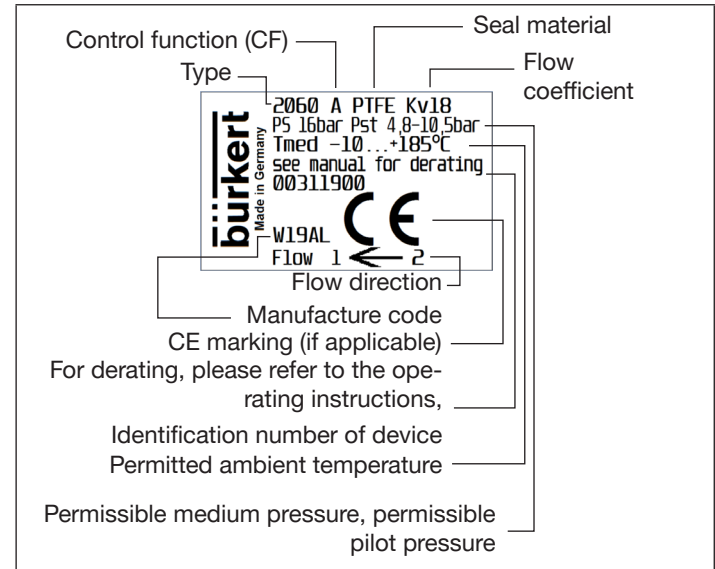 Control function (CF)
Seal material
Type
Flow
coefficient
bürkert
Made in Germany
2060 A PTFE Kv18
PS 16bar Pst 4,8-10,5bar
Tmed -10...+185°C
see manual for derating
00311900
CE
W19AL
Flow 1 ← 2
Flow direction
Manufacture code
CE marking (if applicable)
For derating, please refer to the ope-
rating instructions,
Identification number of device
Permitted ambient temperature
Permissible medium pressure, permissible
pilot pressure